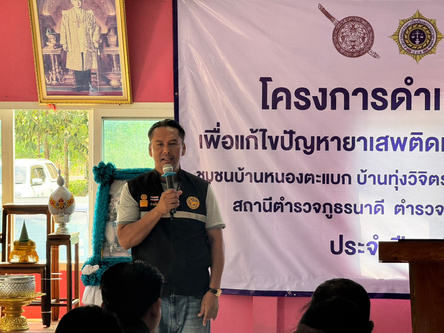 โครงการดำเ
เพื่อแก้ไขปัญหายาเสพติด
ชุมชนบ้านหนองตะแบก บ้านทุ่งวิจิตร
สถานีตำรวจภูธรนาดี ตำรวจ
ประจำปี